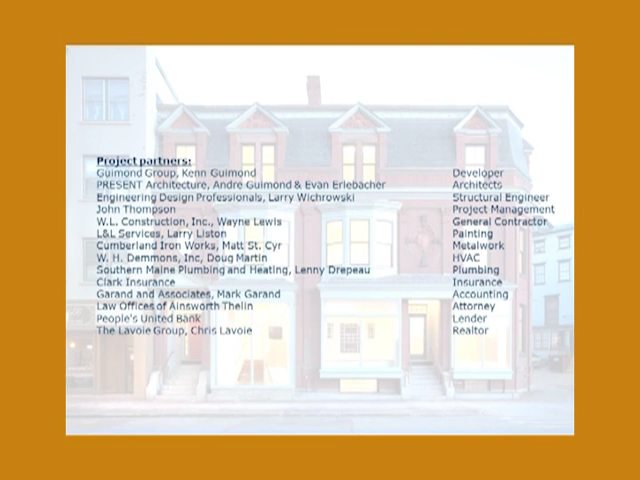 Project partners:
Guimond Group, Kenn Guimond Developer
PRESENT Architecture, Andre Guimond & Evan Erlebacher Architects
Engineering Design Professionals, Larry Wichrowski Structural Engineer
John Thompson Project Management
W.L. Construction, Inc., Wayne Lewis General Contractor
L&L Services, Larry Liston Painting
Cumberland Iron Works, Matt St. Cyr Metalwork
W. H. Demmons, Inc, Doug Martin HVAC
Southern Maine Plumbing and Heating, Lenny Drepeau Plumbing
Clark Insurance Insurance
Garand and Associates, Mark Garand Accounting
Law Offices of Ainsworth Thelin Attorney
People's United Bank Lender
The Lavoie Group, Chris Lavoie Realtor